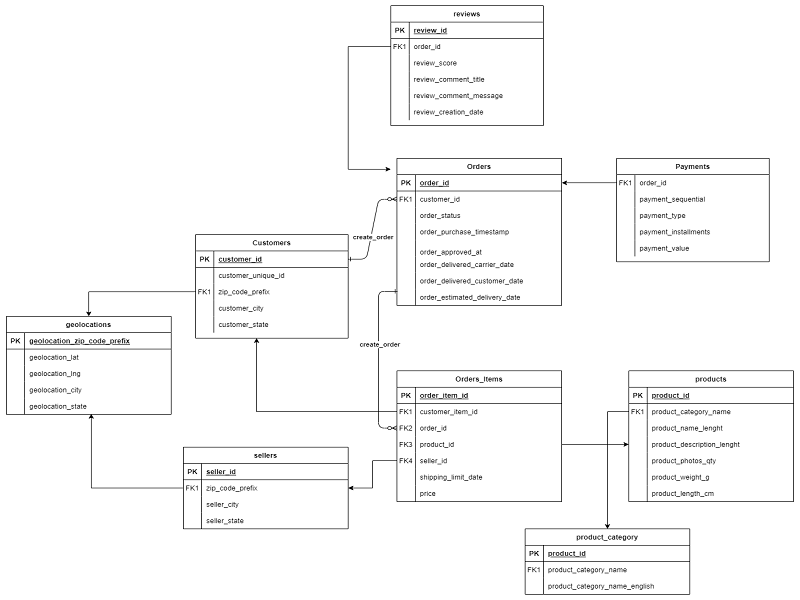 reviews
PK review_id
FK1 order_id
review_score
review_comment_title
review_comment_message
review_creation_date
Orders
PK order_id
FK1 customer_id
order_status
order_purchase_timestamp
order_approved_at
order_delivered_carrier_date
order_delivered_customer_date
order_estimated_delivery_date
Payments
FK1 order_id
payment_sequential
payment_type
payment_installments
payment_value
create_order
Customers
PK customer_id
customer_unique_id
FK1 zip_code_prefix
customer_city
customer_state
geolocations
PK geolocation_zip_code_prefix
geolocation_lat
geolocation_lng
geolocation_city
geolocation_state
create_order
Orders_Items
PK order_item_id
FK1 customer_item_id
FK2 order_id
FK3 product_id
FK4 seller_id
shipping_limit_date
price
products
PK product_id
FK1 product_category_name
product_name_lenght
product_description_lenght
product_photos_qty
product_weight_g
product_length_cm
sellers
PK seller_id
FK1 zip_code_prefix
seller_city
seller_state
product_category
PK product_id
FK1 product_category_name
product_category_name_english